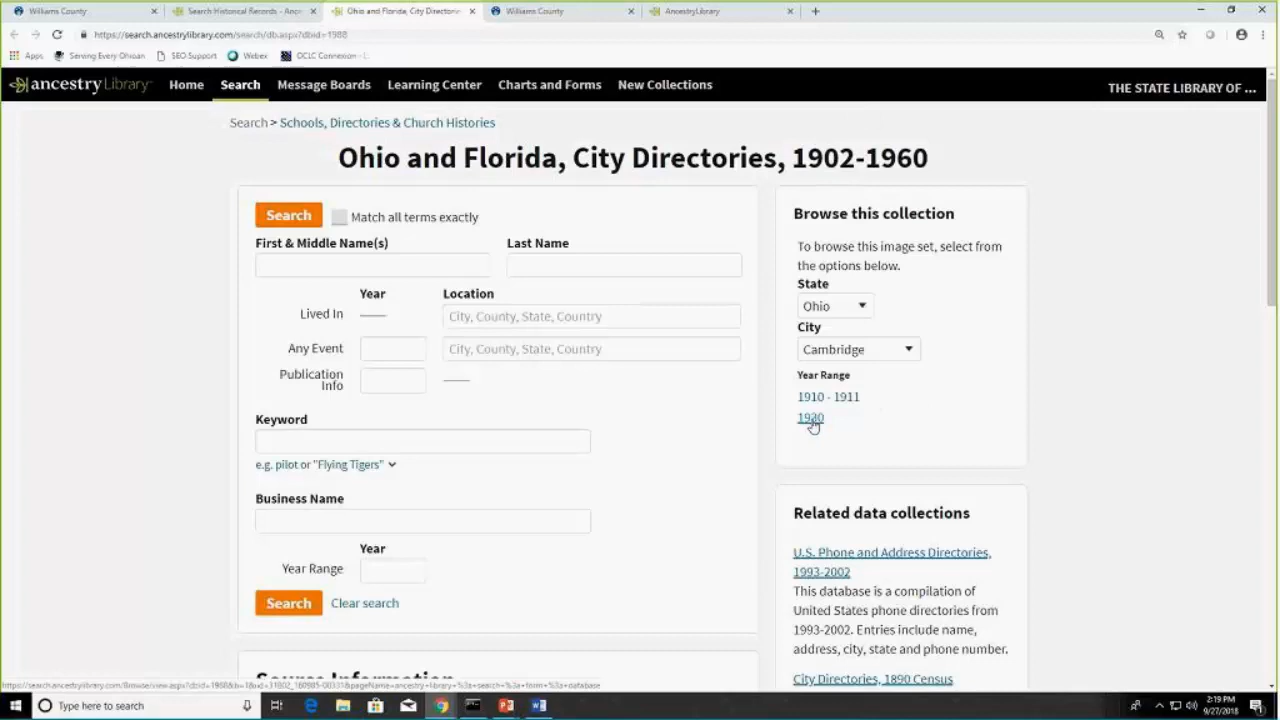 Williams County
Search Historical Records - Ance
Ohio and Florida, City Directorie
Williams County
AncestryLibrary
https://search.ancestrylibrary.com/search/db.aspx?dbid=1988
Apps
Serving Every Ohioan
SEO Support
Webex
OCLC Connexion
ancestryLibrary
Home
Search
Message Boards
Learning Center
Charts and Forms
New Collections
THE STATE LIBRARY OF ...
Search > Schools, Directories & Church Histories
Ohio and Florida, City Directories, 1902-1960
Search
Match all terms exactly
First & Middle Name(s)
Last Name
Year
Location
Lived In
City, County, State, Country
Any Event
City, County, State, Country
Publication
Info
Keyword
e.g. pilot or "Flying Tigers"
Business Name
Year
Year Range
Search
Clear search
Browse this collection
To browse this image set, select from
the options below.
State
Ohio
City
Cambridge
Year Range
1910 - 1911
Related data collections
U.S. Phone and Address Directories,
1993-2002
This database is a compilation of
United States phone directories from
1993-2002. Entries include name,
address, city, state and phone number.
City Directories, 1890 Census
Source Information
Type here to search
2:19 PM
9/27/2018